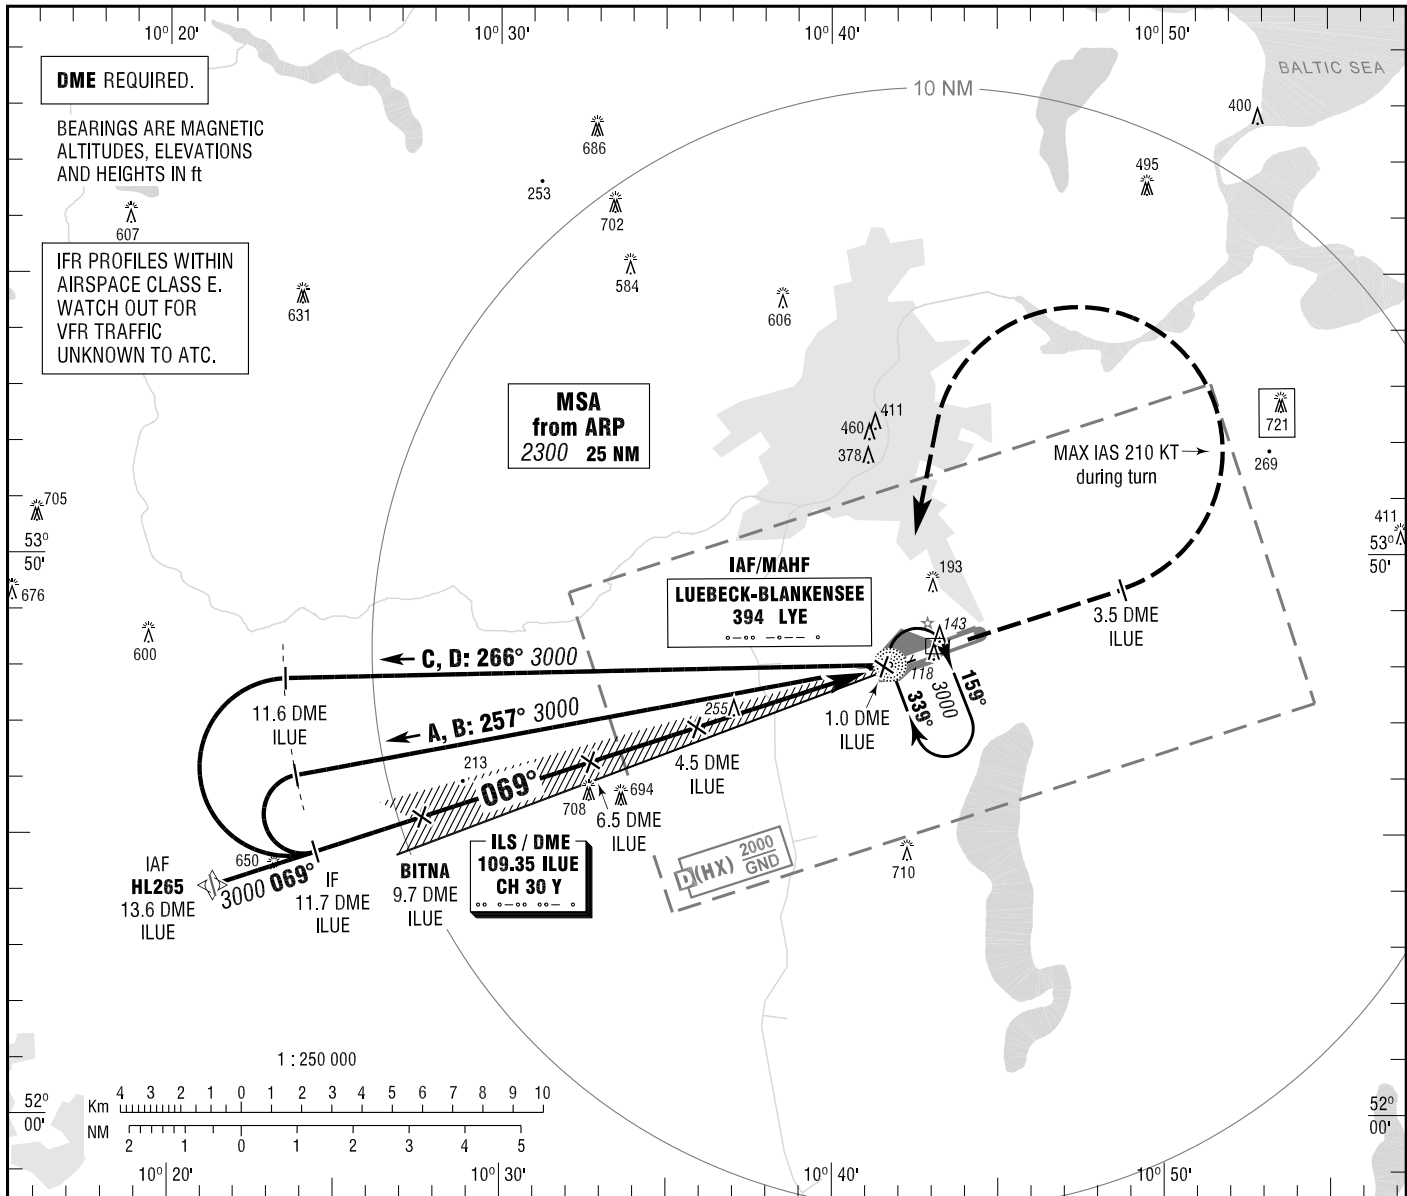 10° 20'
10° 30'
10° 40'
10° 50'
DME REQUIRED.
BEARINGS ARE MAGNETIC
ALTITUDES, ELEVATIONS
AND HEIGHTS IN ft
607
IFR PROFILES WITHIN
AIRSPACE CLASS E.
WATCH OUT FOR
VFR TRAFFIC
UNKNOWN TO ATC.
10 NM
BALTIC SEA
400
686
253
702
495
584
631
606
MSA
from ARP
2300 25 NM
411
460
378
721
269
MAX IAS 210 KT
during turn
705
53°
50'
676
600
411
53°
50'
IAF/MAHF
LUEBECK-BLANKENSEE
394 LYE
193
143
118
3.5 DME
ILUE
C, D: 266° 3000
11.6 DME
ILUE
A, B: 257° 3000
255
1.0 DME
ILUE
339°
3000
159°
4.5 DME
ILUE
213
069°
708
694
6.5 DME
ILUE
650
IAF
HL265
13.6 DME
ILUE
3000 069°
IF
11.7 DME
ILUE
BITNA
9.7 DME
ILUE
ILS / DME
109.35 ILUE
CH 30 Y
D(HX) 2000
GND
710
1 : 250 000
Km
4 3 2 1 0 1 2 3 4 5 6 7 8 9 10
NM
2 1 0 1 2 3 4 5
52°
00'
52°
00'
10° 20'
10° 30'
10° 40'
10° 50'